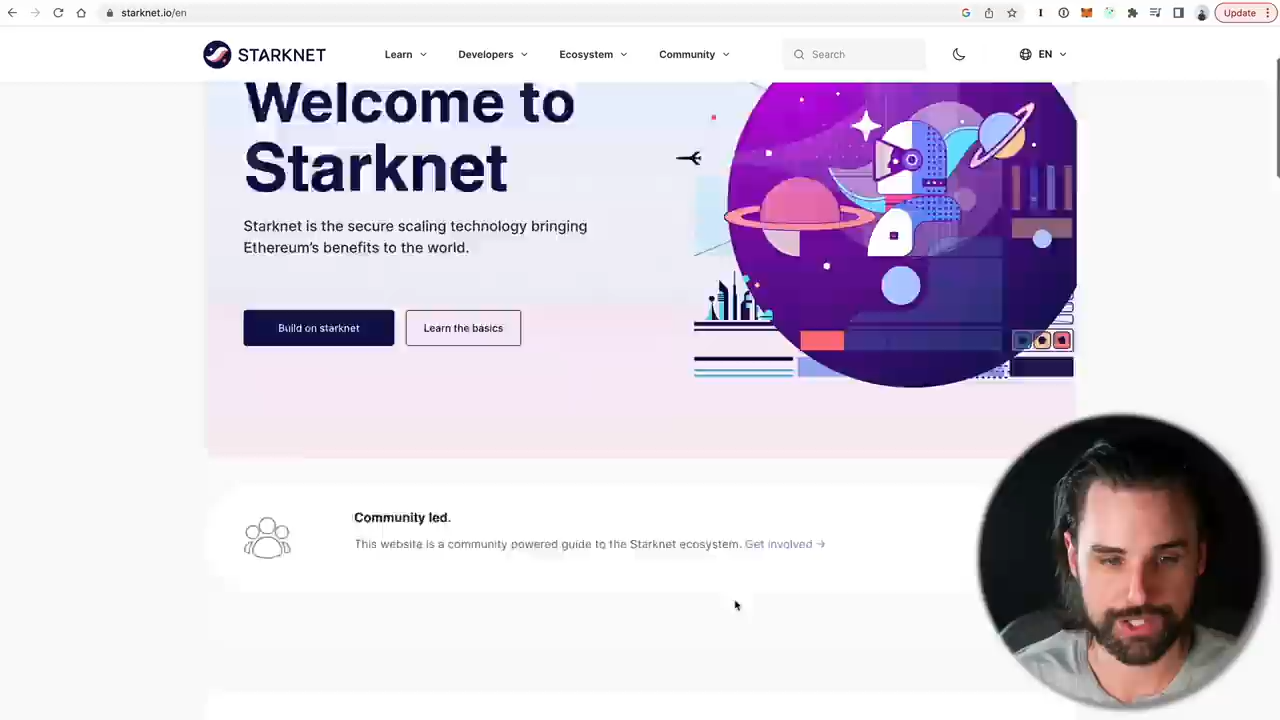 starknet.io/en
Update
STARKNET
Learn
Developers
Ecosystem
Community
Search
EN
Welcome to
Starknet
Starknet is the secure scaling technology bringing
Ethereum's benefits to the world.
Build on starknet
Learn the basics
Community led.
This website is a community powered guide to the Starknet ecosystem. Get involved →